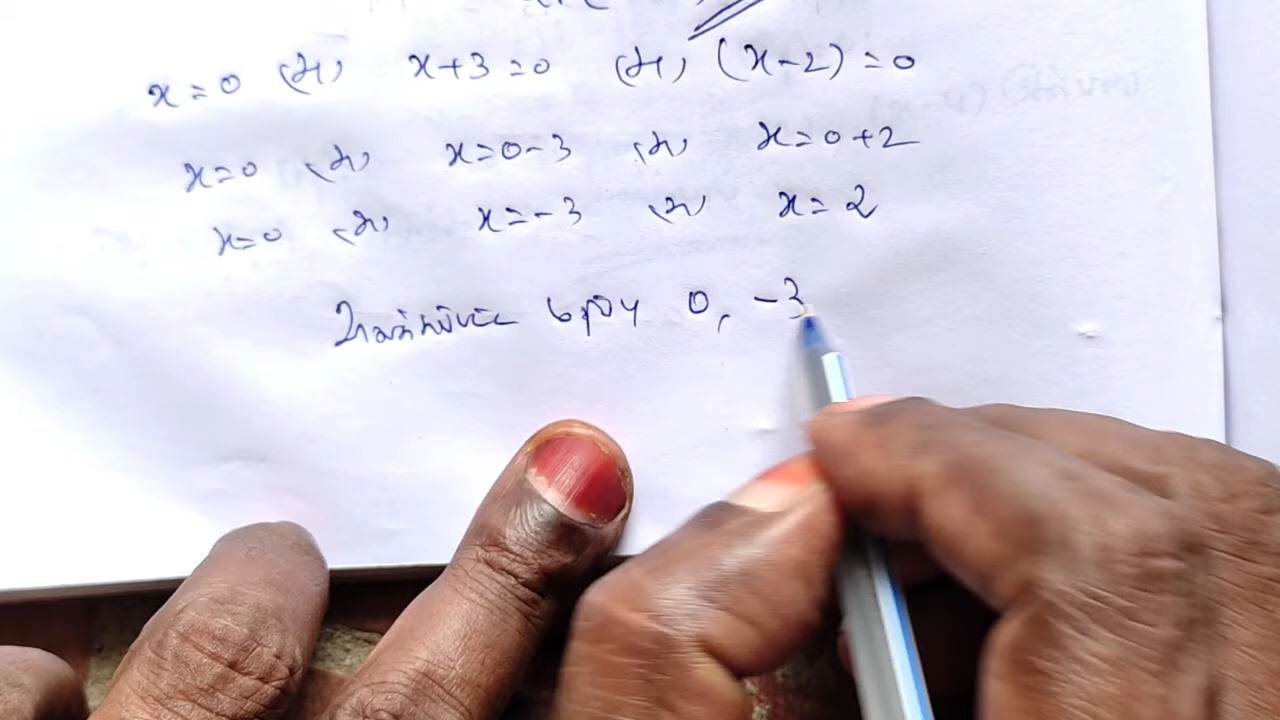 x=0 (அ) x+3=0 (அ) (x-2)=0
x=0 (அ) x=0-3 (அ) x=0+2
x=0 (அ) x=-3 (அ) x=2
0, -3